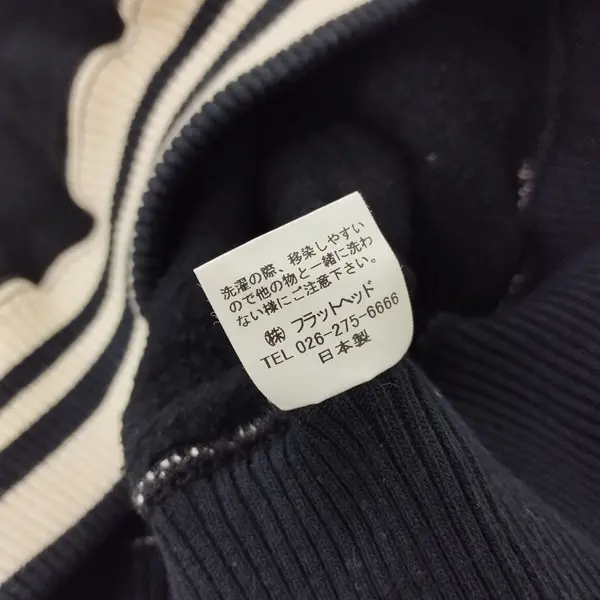 洗濯の際、移染しやすい
ので他の物と一緒に洗わ
ない様にご注意下さい。
㈱ フラットヘッド
TEL 026-275-6666
日本製